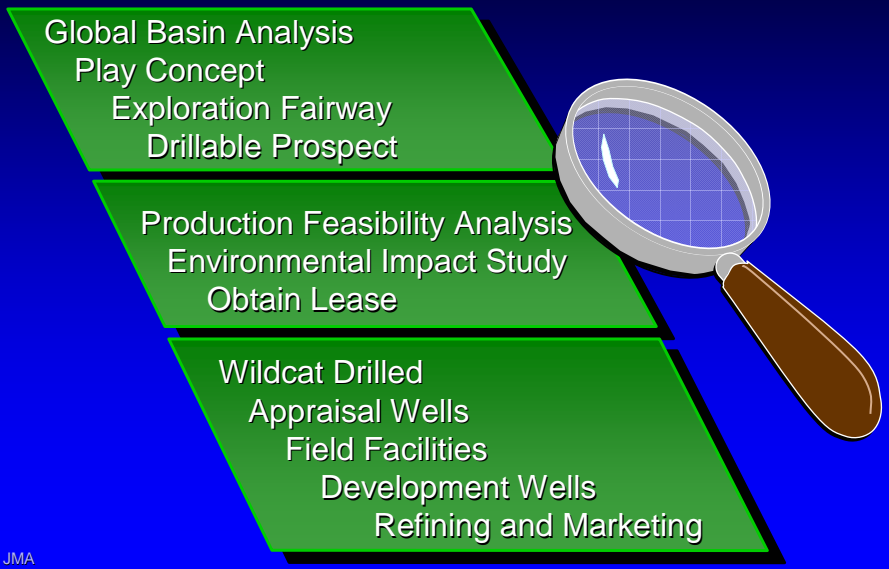 Global Basin Analysis
Play Concept
Exploration Fairway
Drillable Prospect
Production Feasibility Analysis
Environmental Impact Study
Obtain Lease
Wildcat Drilled
Appraisal Wells
Field Facilities
Development Wells
Refining and Marketing
JMA